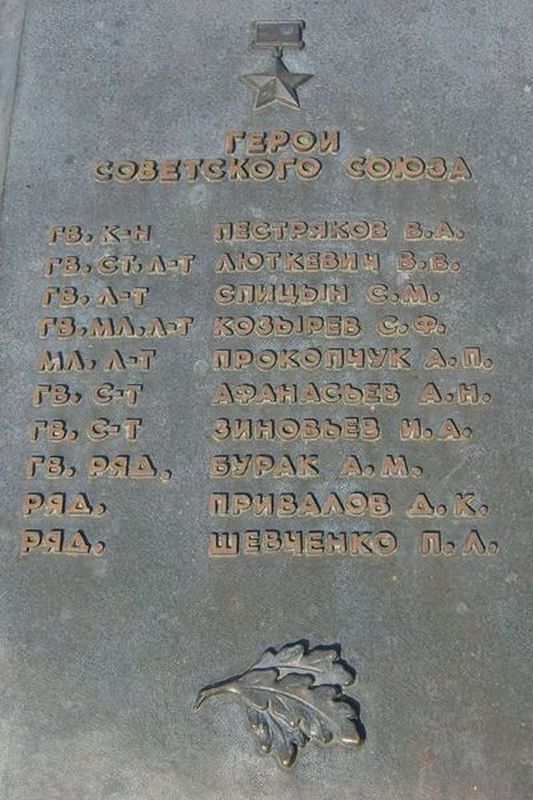 ГЕРОИ
СОВЕТСКОГО СОЮЗА
ГВ. К-Н ПЕСТРЯКОВ В.А.
ГВ. СТ. Л-Т ЛЮТКЕВИЧ В.В.
ГВ. Л-Т СПИЦЫН С.М.
ГВ. МЛ. Л-Т КОЗЫРЕВ С.Ф.
МЛ. Л-Т ПРОКОПЧУК А.П.
ГВ. С-Т АФАНАСЬЕВ А.Н.
ГВ. С-Т ЗИНОВЬЕВ И.А.
ГВ. РЯД. БУРАК А.М.
РЯД. ПРИВАЛОВ Д.К.
РЯД. ШЕВЧЕНКО П.Л.